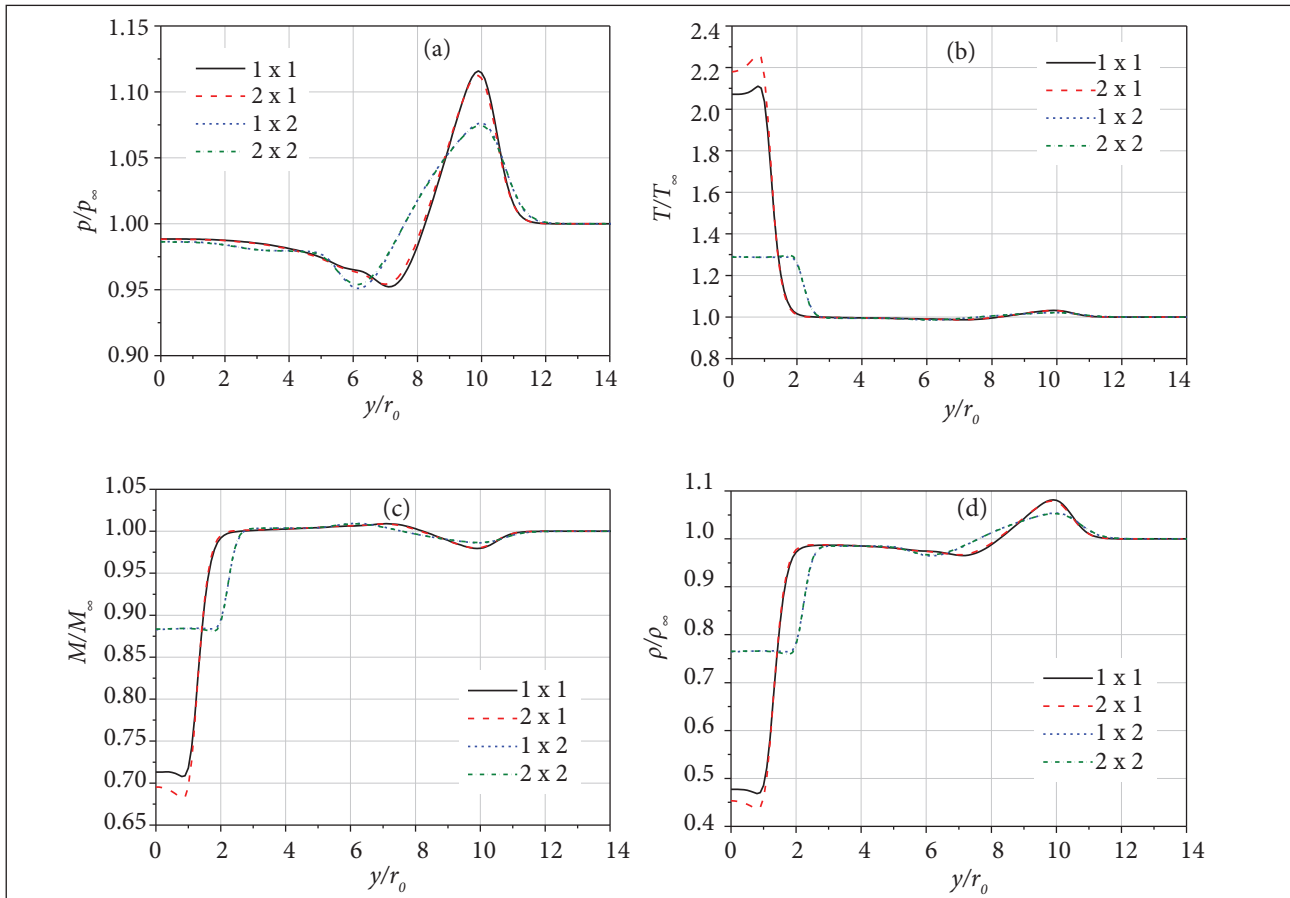 (a)
1 x 1
2 x 1
1 x 2
2 x 2
1.15
1.10
1.05
1.00
0.95
0.90
p/p∞
0 2 4 6 8 10 12 14
y/r0
(b)
1 x 1
2 x 1
1 x 2
2 x 2
2.4
2.2
2.0
1.8
1.6
1.4
1.2
1.0
0.8
T/T∞
0 2 4 6 8 10 12 14
y/r0
(c)
1.05
1.00
0.95
0.90
0.85
0.80
0.75
0.70
0.65
M/M∞
1 x 1
2 x 1
1 x 2
2 x 2
0 2 4 6 8 10 12 14
y/r0
(d)
1.1
1.0
0.9
0.8
0.7
0.6
0.5
0.4
ρ/ρ∞
1 x 1
2 x 1
1 x 2
2 x 2
0 2 4 6 8 10 12 14
y/r0